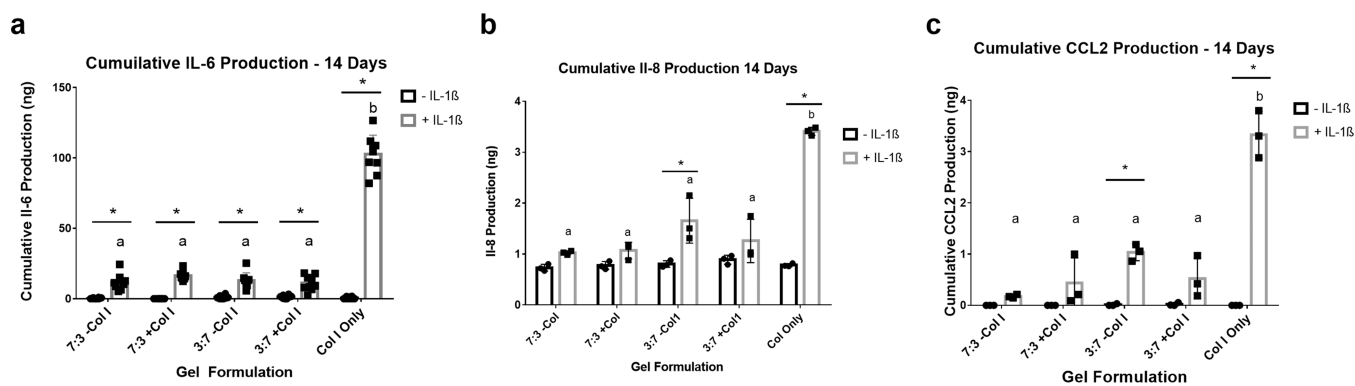 a
Cumuilative IL-6 Production - 14 Days
Cumulative Il-6 Production (ng)
150
100
50
0
*
*
*
*
*
a
a
a
a
b
- IL-1ß
+ IL-1ß
7:3 -Col I
7:3 +Col I
3:7 -Col I
3:7 +Col I
Col I Only
Gel Formulation
b
Cumulative Il-8 Production 14 Days
Il-8 Production (ng)
4
3
2
1
0
*
*
a
a
a
a
b
- IL-1ß
+ IL-1ß
7:3 -Col
7:3 +Col
3:7 -Col1
3:7 +Col1
Col Only
Gel Formulation
c
Cumulative CCL2 Production - 14 Days
Cumulative CCL2 Production (ng)
4
3
2
1
0
*
*
a
a
a
a
b
- IL-1ß
+ IL-1ß
7:3 -Col I
7:3 +Col I
3:7 -Col I
3:7 +Col I
Col I Only
Gel Formulation